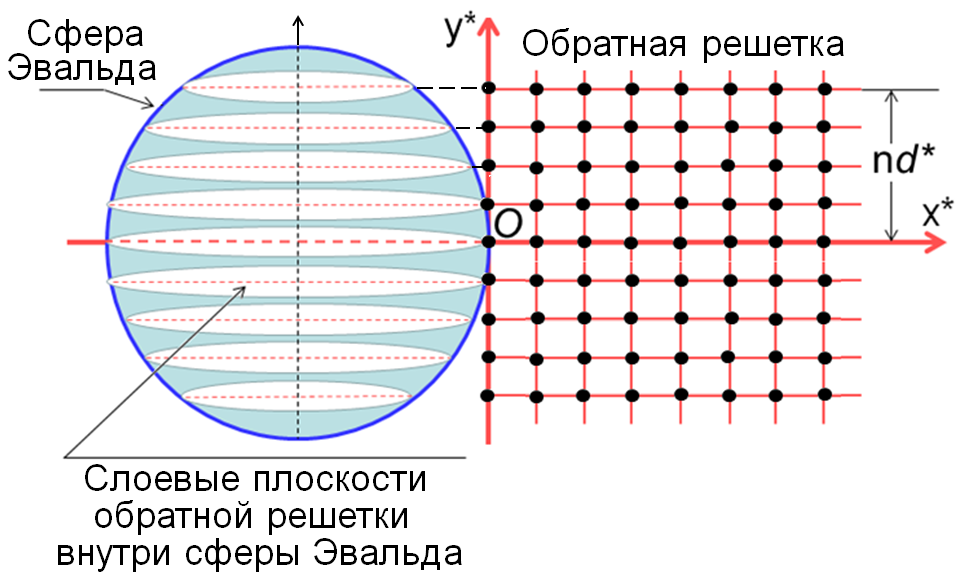 Сфера
Эвальда
y*
Обратная решетка
nd*
O
x*
Слоевые плоскости
обратной решетки
внутри сферы Эвальда